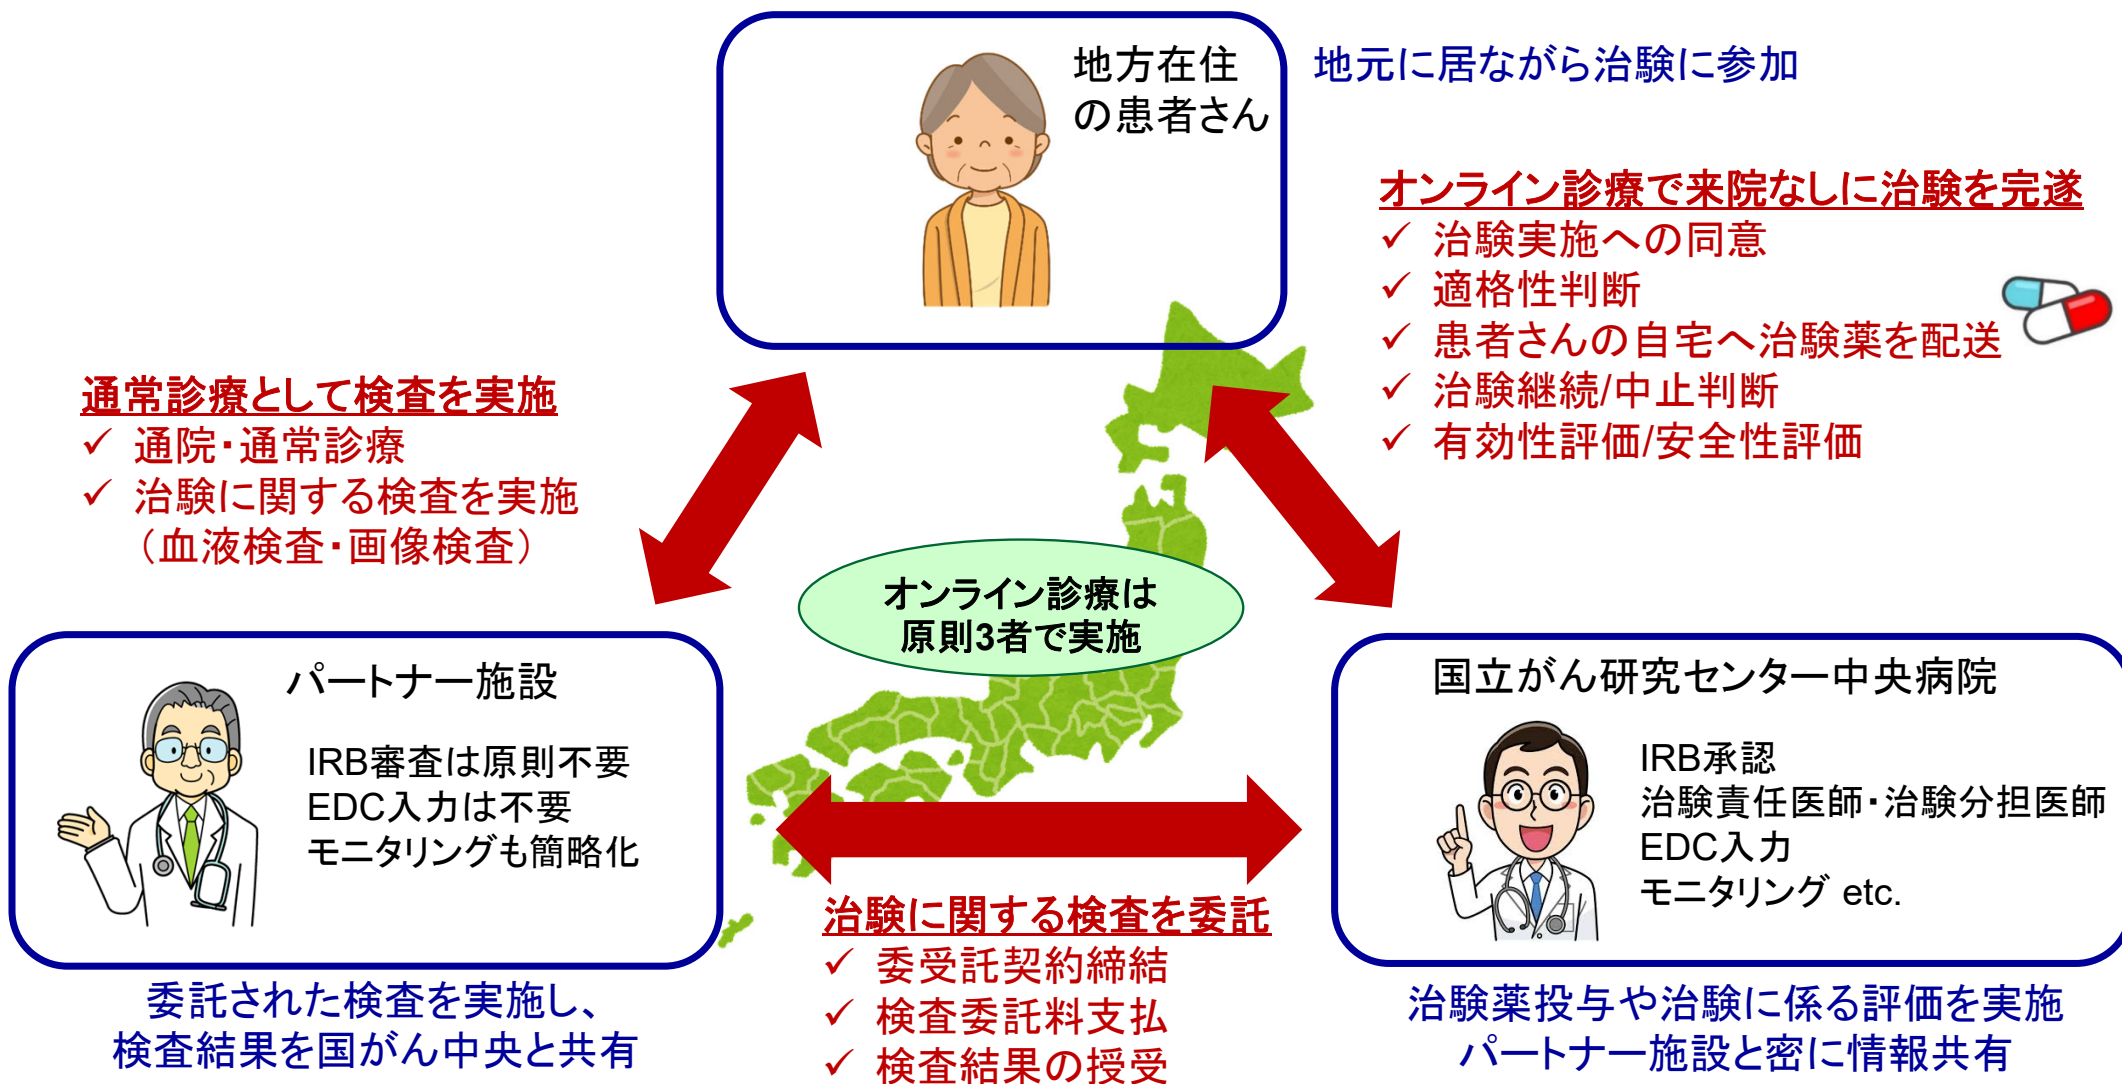 地方在住
の患者さん
地元に居ながら治験に参加
オンライン診療で来院なしに治験を完遂
✓ 治験実施への同意
✓ 適格性判断
✓ 患者さんの自宅へ治験薬を配送
✓ 治験継続/中止判断
✓ 有効性評価/安全性評価
通常診療として検査を実施
✓ 通院・通常診療
✓ 治験に関する検査を実施
（血液検査・画像検査）
オンライン診療は
原則3者で実施
パートナー施設
IRB審査は原則不要
EDC入力は不要
モニタリングも簡略化
委託された検査を実施し、
検査結果を国がん中央と共有
治験に関する検査を委託
✓ 委受託契約締結
✓ 検査委託料支払
✓ 検査結果の授受
国立がん研究センター中央病院
IRB承認
治験責任医師・治験分担医師
EDC入力
モニタリング etc.
治験薬投与や治験に係る評価を実施
パートナー施設と密に情報共有